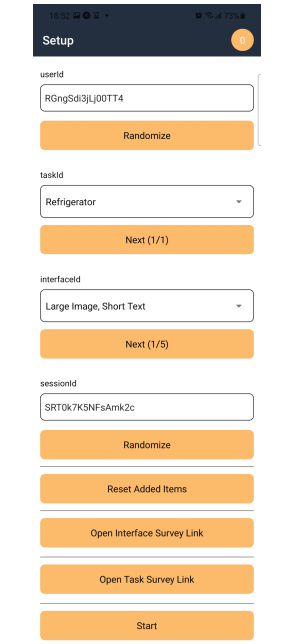 18:52
73%
Setup
0
userId
RGngSdi3jLj00TT4
Randomize
taskId
Refrigerator
Next (1/1)
interfaceId
Large Image, Short Text
Next (1/5)
sessionId
SRT0k7K5NFsAmk2c
Randomize
Reset Added Items
Open Interface Survey Link
Open Task Survey Link
Start